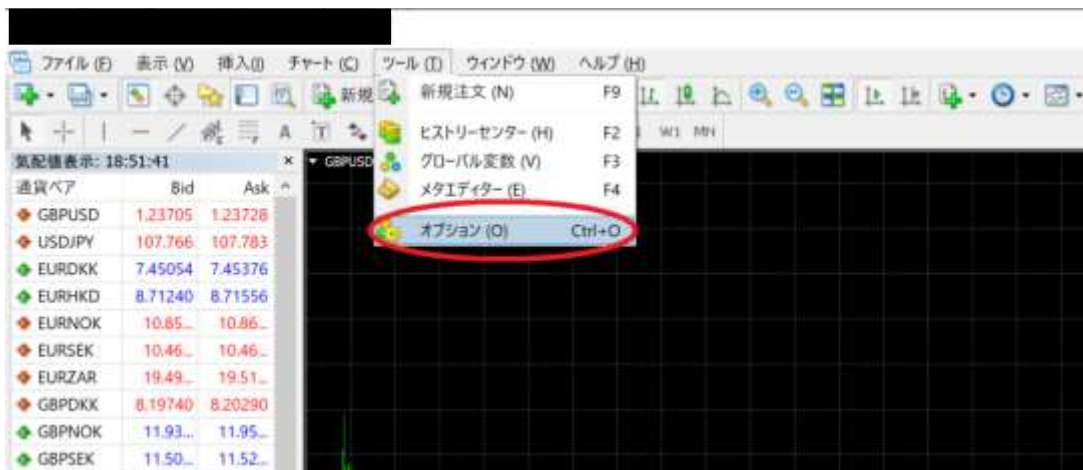 ファイル (F) 表示 (V) 挿入(I) チャート (C) ツール (T) ウィンドウ (W) ヘルプ (H)
新規
新規注文 (N) F9
ヒストリーセンター (H) F2
W1 MN
気配値表示: 18:51:41
GBPUSD
グローバル変数 (V) F3
通貨ペア Bid Ask
メタエディター (E) F4
GBPUSD 1.23705 1.23728
オプション (O) Ctrl+O
USDJPY 107.766 107.783
EURDKK 7.45054 7.45376
EURHKD 8.71240 8.71556
EURNOK 10.85... 10.86...
EURSEK 10.46... 10.46...
EURZAR 19.49... 19.51...
GBPDKK 8.19740 8.20290
GBPNOK 11.93... 11.95...
GBPSEK 11.50... 11.52...